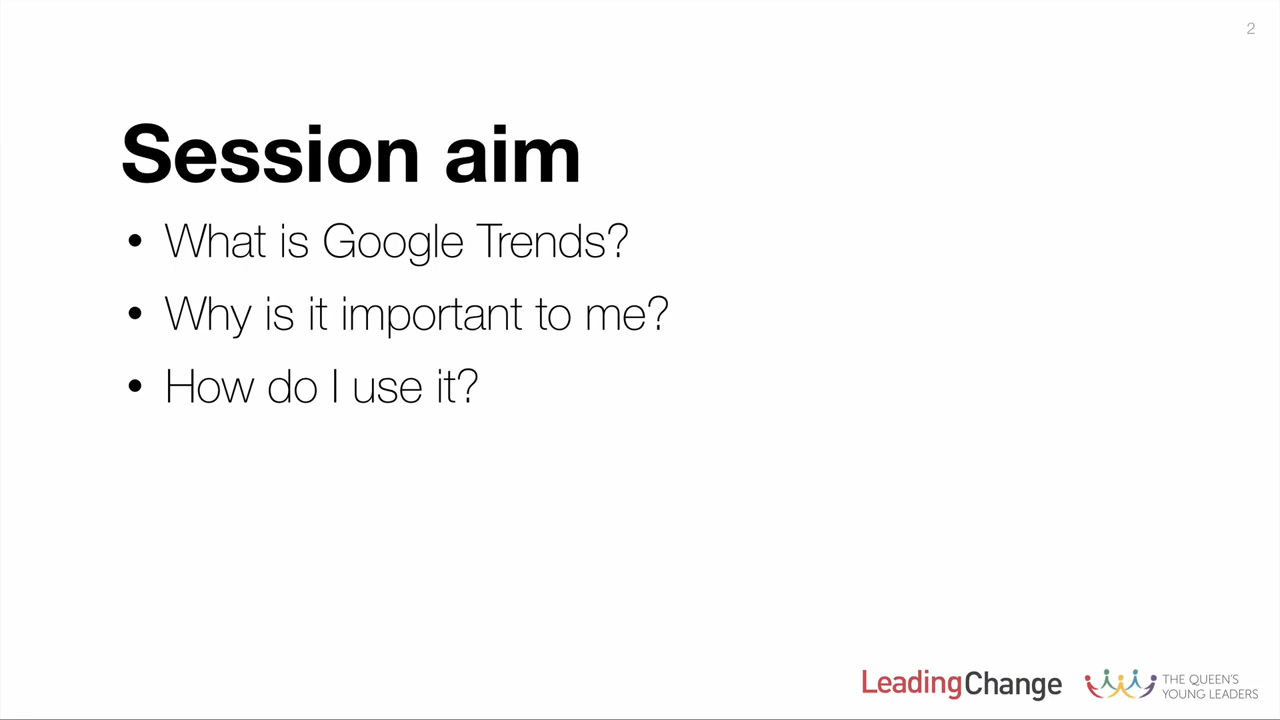 2
Session aim
• What is Google Trends?
• Why is it important to me?
• How do I use it?
LeadingChange
THE QUEEN'S
YOUNG LEADERS